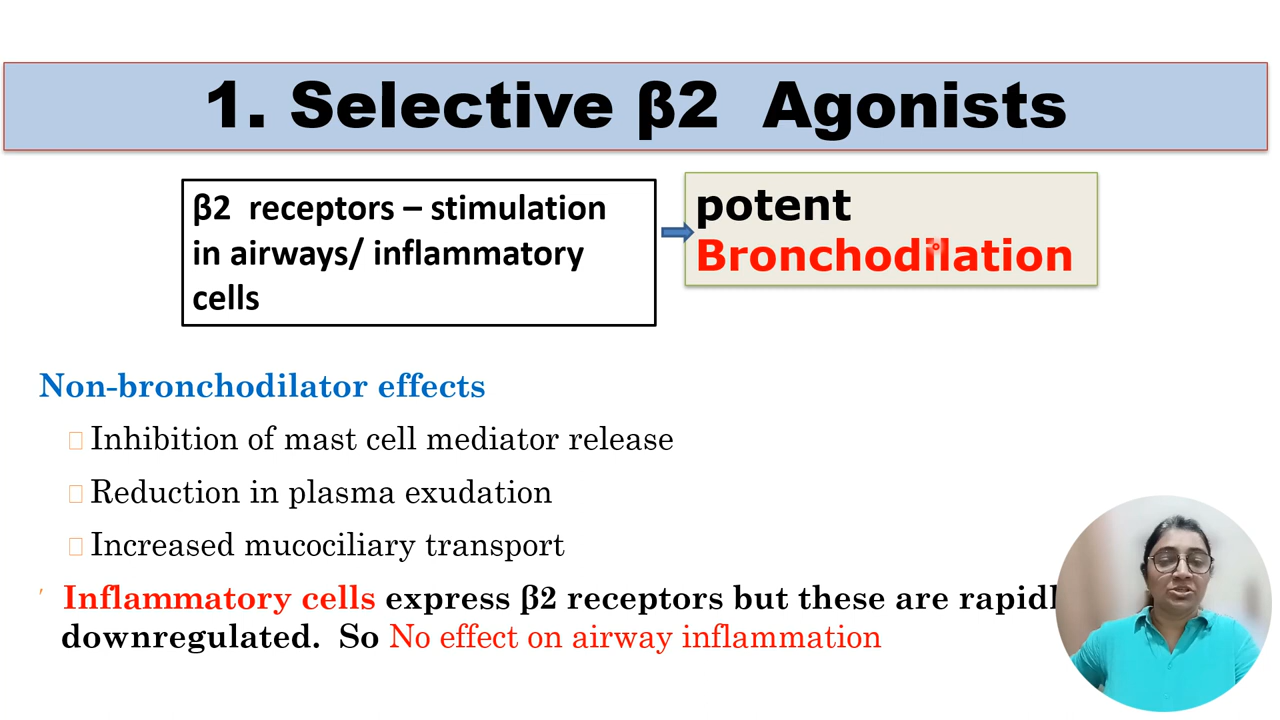 1. Selective β2 Agonists
β2 receptors – stimulation
in airways/ inflammatory
cells
potent
Bronchodilation
Non-bronchodilator effects
Inhibition of mast cell mediator release
Reduction in plasma exudation
Increased mucociliary transport
Inflammatory cells express β2 receptors but these are
downregulated. So No effect on airway inflammation